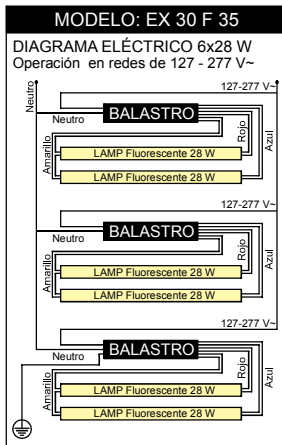 MODELO: EX 30 F 35
DIAGRAMA ELÉCTRICO 6x28 W
Operación en redes de 127 - 277 V~
Neutro
127-277 V~
BALASTRO
Neutro
Amarillo
Rojo
Azul
LAMP Fluorescente 28 W
LAMP Fluorescente 28 W
127-277 V~
BALASTRO
Neutro
Amarillo
Rojo
Azul
LAMP Fluorescente 28 W
LAMP Fluorescente 28 W
127-277 V~
BALASTRO
Neutro
Amarillo
Rojo
Azul
LAMP Fluorescente 28 W
LAMP Fluorescente 28 W